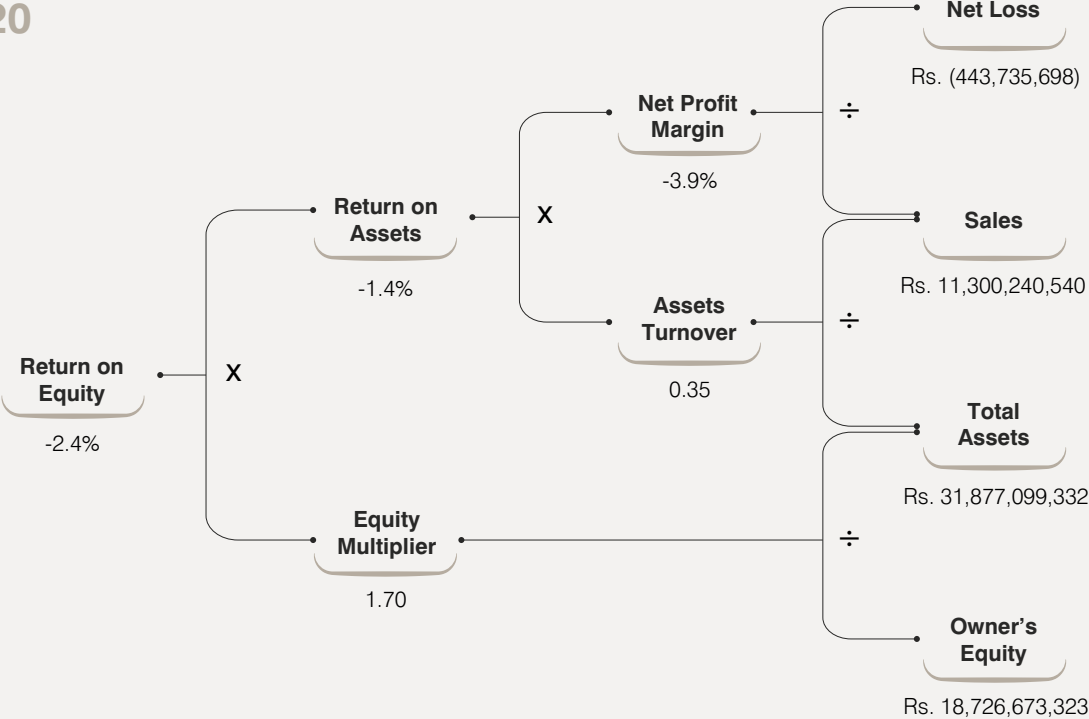 20
Net Loss
Rs. (443,735,698)
÷
Net Profit
Margin
-3.9%
Return on
Assets
-1.4%
X
Sales
Rs. 11,300,240,540
÷
Assets
Turnover
0.35
Return on
Equity
-2.4%
X
Total
Assets
Rs. 31,877,099,332
Equity
Multiplier
1.70
÷
Owner's
Equity
Rs. 18,726,673,323